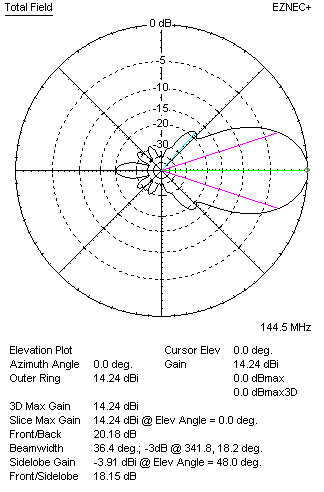 Total Field EZNEC+
0 dB
-5
-10
-15
-20
-30
144.5 MHz
Elevation Plot Cursor Elev 0.0 deg.
Azimuth Angle 0.0 deg. Gain 14.24 dBi
Outer Ring 14.24 dBi 0.0 dBmax
0.0 dBmax3D
3D Max Gain 14.24 dBi
Slice Max Gain 14.24 dBi @ Elev Angle = 0.0 deg.
Front/Back 20.18 dB
Beamwidth 36.4 deg.; -3dB @ 341.8, 18.2 deg.
Sidelobe Gain -3.91 dBi @ Elev Angle = 48.0 deg.
Front/Sidelobe 18.15 dB